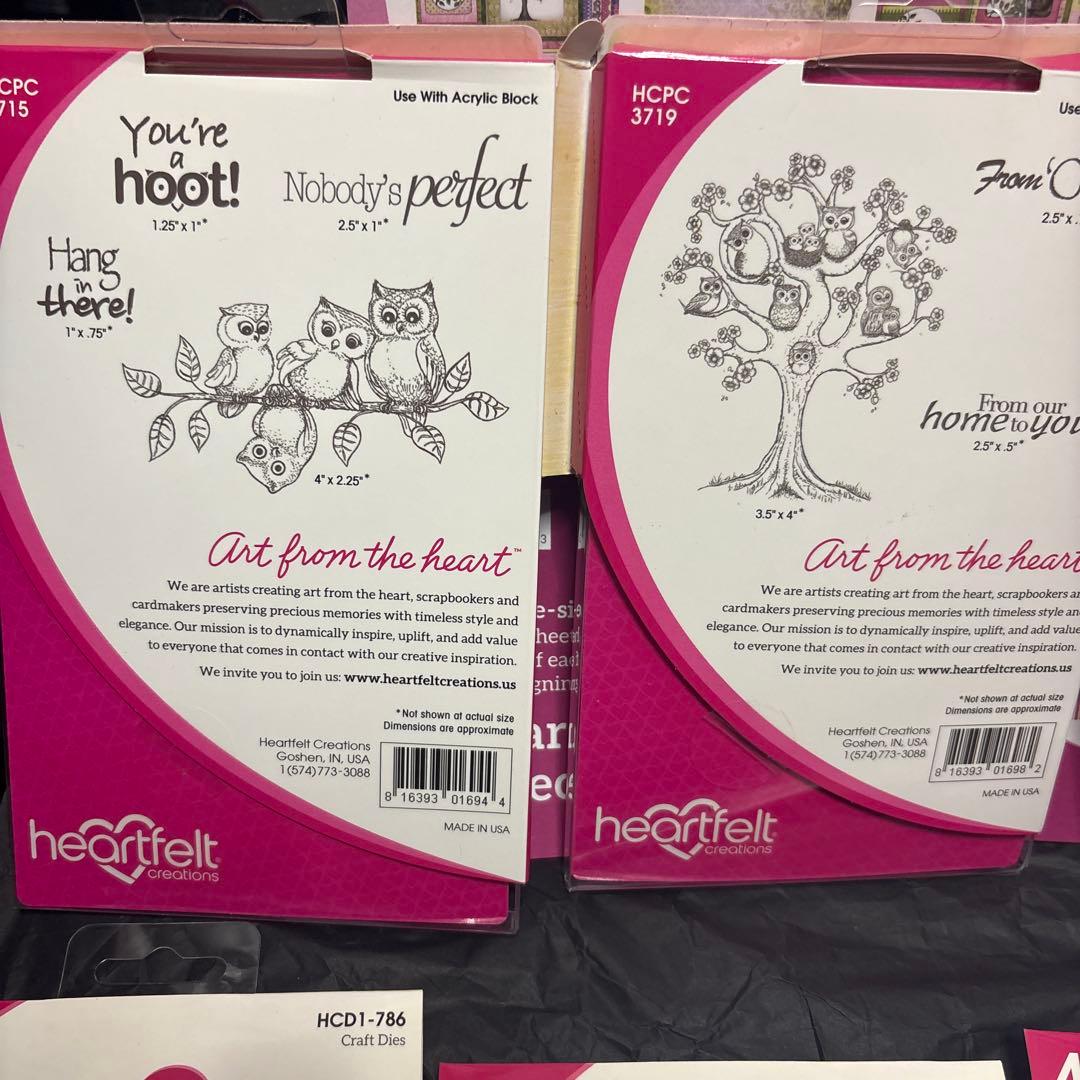 CPC
715
Use With Acrylic Block
You're
a
hoot!
1.25" x 1"*
Nobody's perfect
2.5" x 1"*
Hang
in
there!
1" x .75"*
4" x 2.25"*
Art from the heart™
We are artists creating art from the heart, scrapbookers and
cardmakers preserving precious memories with timeless style and
elegance. Our mission is to dynamically inspire, uplift, and add value
to everyone that comes in contact with our creative inspiration.
We invite you to join us: www.heartfeltcreations.us
*Not shown at actual size
Dimensions are approximate
Heartfelt Creations
Goshen, IN, USA
1(574)773-3088
8 16393 01694 4
MADE IN USA
heartfelt
creations
HCPC
3719
Use
From 'O
2.5" x .
From our
home to you
2.5" x .5"*
3.5" x 4"*
Art from the heart
We are artists creating art from the heart, scrapbookers an
cardmakers preserving precious memories with timeless style an
elegance. Our mission is to dynamically inspire, uplift, and add value
to everyone that comes in contact with our creative inspiration.
We invite you to join us: www.heartfeltcreations.us
*Not shown at actual size
Dimensions are approximate
Heartfelt Creations
Goshen, IN, USA
1(574)773-3088
8 16393 01698 2
MADE IN USA
heartfelt
creations
HCD1-786
Craft Dies